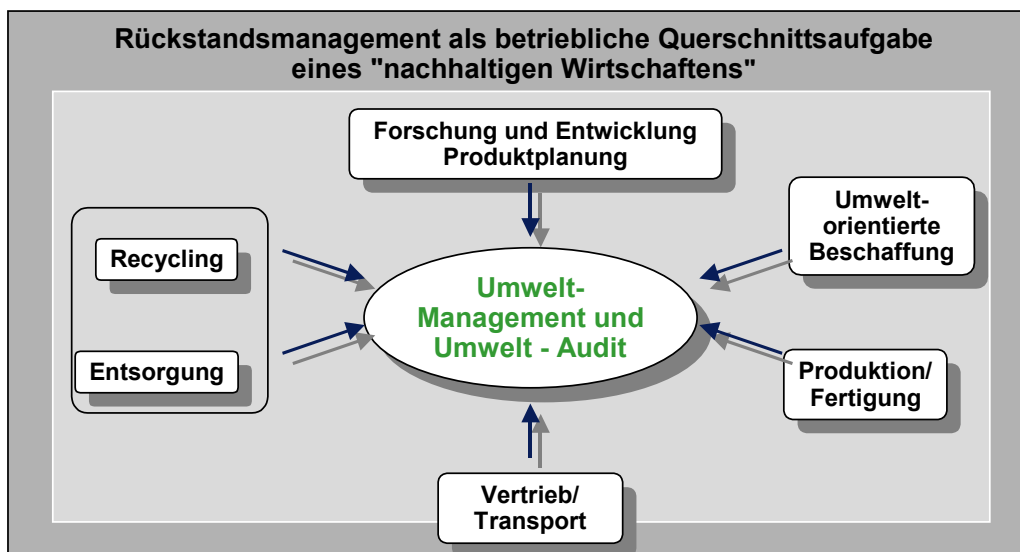 Rückstandsmanagement als betriebliche Querschnittsaufgabe
eines "nachhaltigen Wirtschaftens"
Forschung und Entwicklung
Produktplanung
Umwelt-
orientierte
Beschaffung
Recycling
Umwelt-
Management und
Umwelt - Audit
Entsorgung
Produktion/
Fertigung
Vertrieb/
Transport